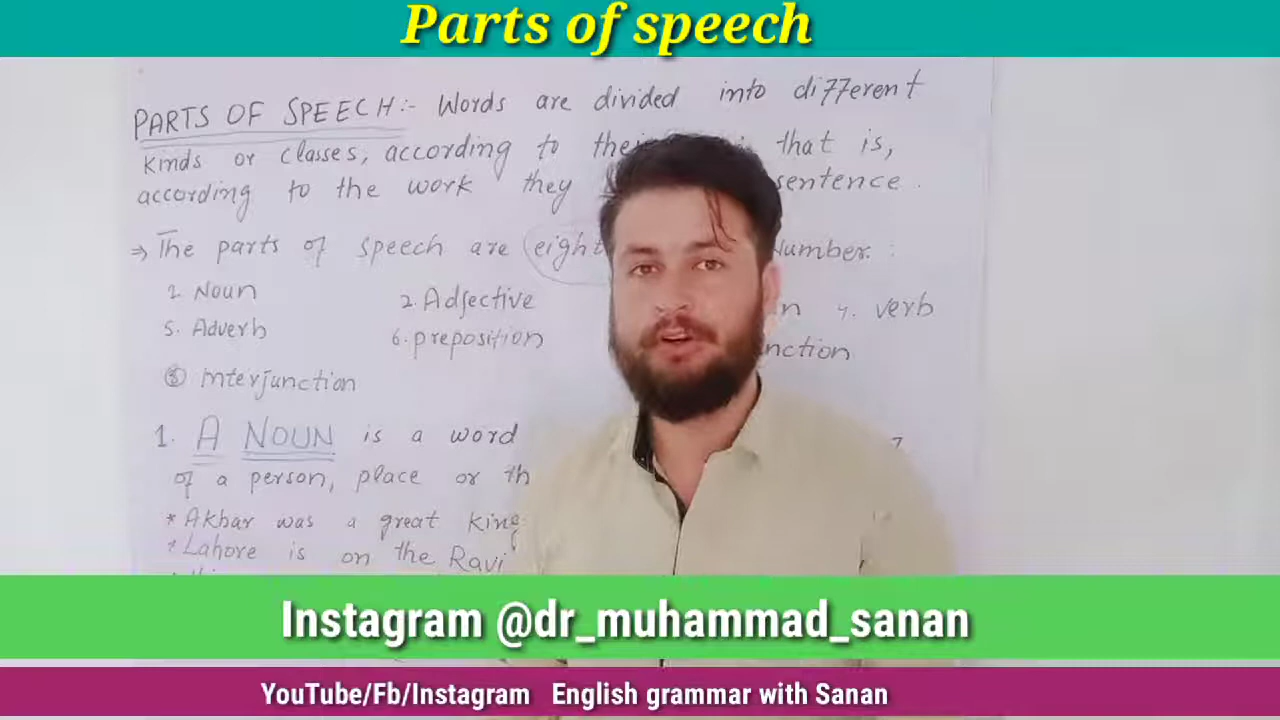 Parts of speech
PARTS OF SPEECH:- Words are divided into different
kinds or classes, according to their that is,
according to the work they sentence.
⇒ The parts of speech are eight Number:
1. Noun 2. Adjective n 4. verb
5. Adverb 6. preposition nction
⑧ interjunction
1. A NOUN is a word
of a person, place or th
* Akbar was a great king
* Lahore is on the Ravi
Instagram @dr_muhammad_sanan
YouTube/Fb/Instagram English grammar with Sanan